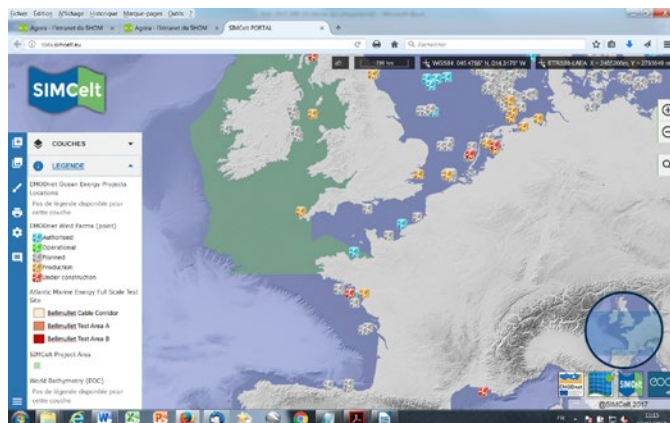 Fichier Edition Affichage Historique Marque-pages Outils ?
Agora - l'Intranet du SHOM × Agora - l'Intranet du SHOM × SIMCelt PORTAL × +
data.simcelt.eu
Rechercher
SIMCelt
COUCHES
LEGENDE
EMODnet Ocean Energy Projects
Locations
Pas de légende disponible pour
cette couche
EMODnet Wind Farms (point)
Authorised
Operational
Planned
Production
Under construction
Atlantic Marine Energy Full Scale Test
Site
Bellmullet Cable Corridor
Bellmullet Test Area A
Bellmullet Test Area B
SIMCelt Project Area
World Bathymetry (EOC)
Pas de légende disponible pour
cette couche
EMODnet
SIMCelt
@SIMCelt 2017
FR
11:15